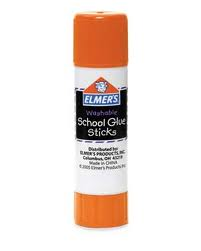 ELMER'S
Washable
School Glue
Sticks
Distributed by:
ELMER'S PRODUCTS, INC.
Columbus, OH 43215
Made in CHINA
© 2005 Elmer's Products Inc.